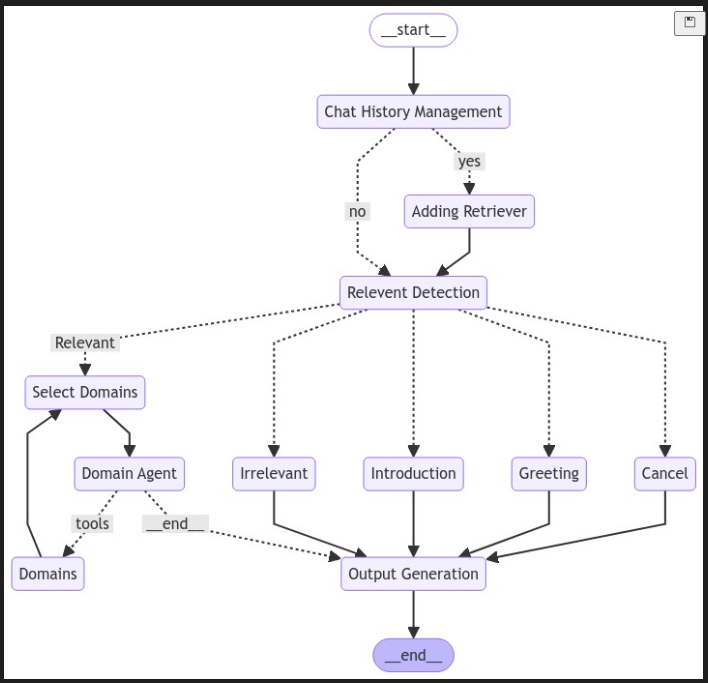 __start__
Chat History Management
yes
no
Adding Retriever
Relevent Detection
Relevant
Select Domains
Domain Agent
Irrelevant
Introduction
Greeting
Cancel
tools
__end__
Domains
Output Generation
__end__